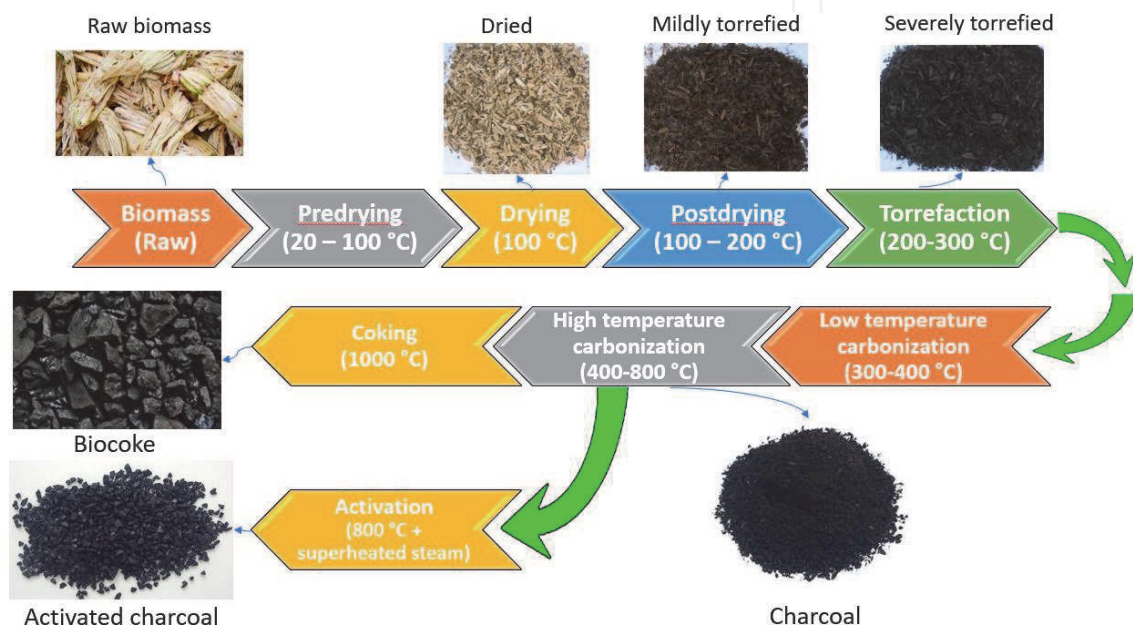 Raw biomass
Dried
Mildly torrefied
Severely torrefied
Biomass
(Raw)
Predrying
(20 – 100 °C)
Drying
(100 °C)
Postdrying
(100 – 200 °C)
Torrefaction
(200-300 °C)
Low temperature
carbonization
(300-400 °C)
High temperature
carbonization
(400-800 °C)
Coking
(1000 °C)
Biocoke
Activation
(800 °C +
superheated steam)
Activated charcoal
Charcoal